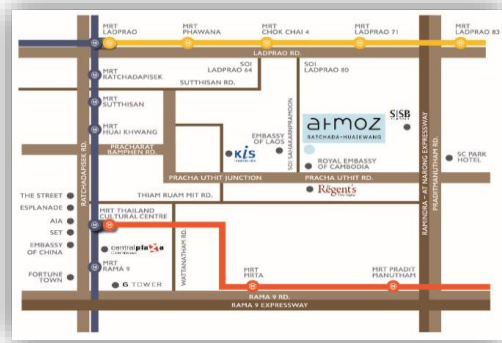 MRT
LADPRAO
MRT
PHAWANA
MRT
CHOK CHAI 4
MRT
LADPRAO 71
MRT
LADPRAO 83
LADPRAO RD.
MRT
RATCHADAPISEK
SOI
LADPRAO 64
SOI
LADPRAO 80
SUTTHISAN RD.
MRT
SUTTHISAN
MRT
HUAI KHWANG
PRACHARAT
BAMPHEN RD.
RATCHADAPISEK RD.
KIS
EMBASSY
OF LAOS
SOI SAHAKARNPRAMOON
atmoz
RATCHADA-HUAIKWANG
SISB
ROYAL EMBASSY
OF CAMBODIA
SC PARK
HOTEL
RAMINDRA - AT NARONG EXPRESSWAY
PRADITMANUTHAM RD.
PRACHA UTHIT JUNCTION
PRACHA UTHIT RD.
Regent's
THIAM RUAM MIT RD.
THE STREET
ESPLANADE
AIA
SET
EMBASSY
OF CHINA
FORTUNE
TOWN
MRT THAILAND
CULTURAL CENTRE
centralplaza
WATTANATHAM RD.
MRT
RAMA 9
G TOWER
MRT
MRTA
MRT PRADIT
MANUTHAM
RAMA 9 RD.
RAMA 9 EXPRESSWAY